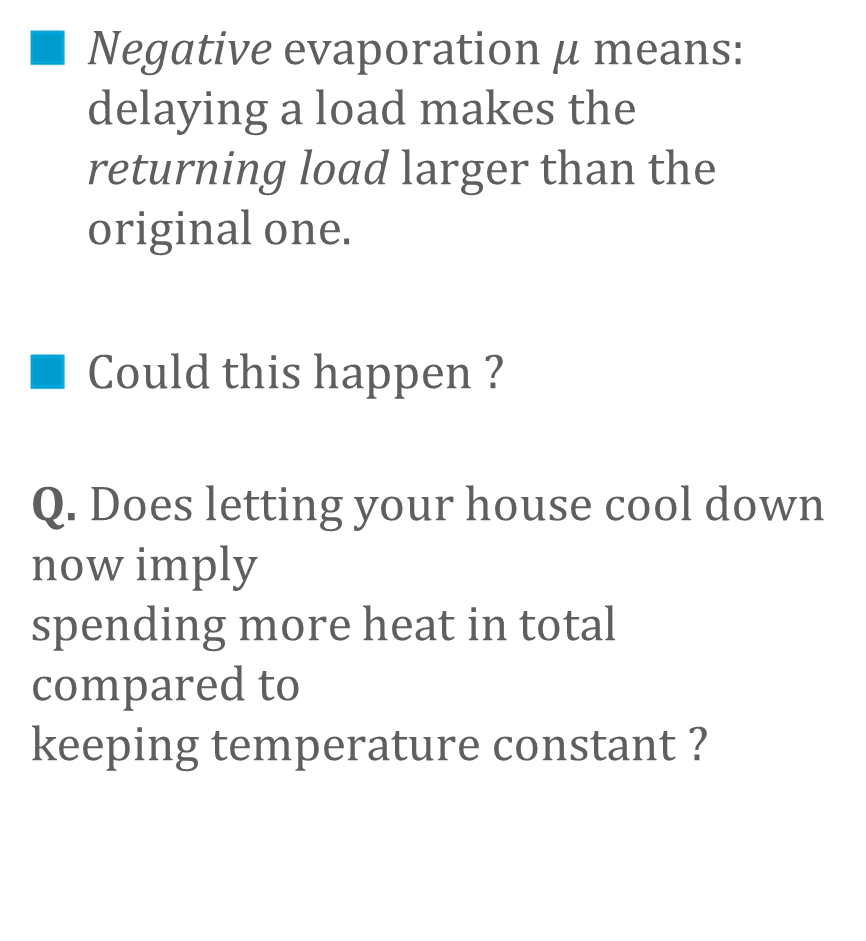 Negative evaporation μ means:
delaying a load makes the
returning load larger than the
original one.
Could this happen ?
Q. Does letting your house cool down
now imply
spending more heat in total
compared to
keeping temperature constant ?